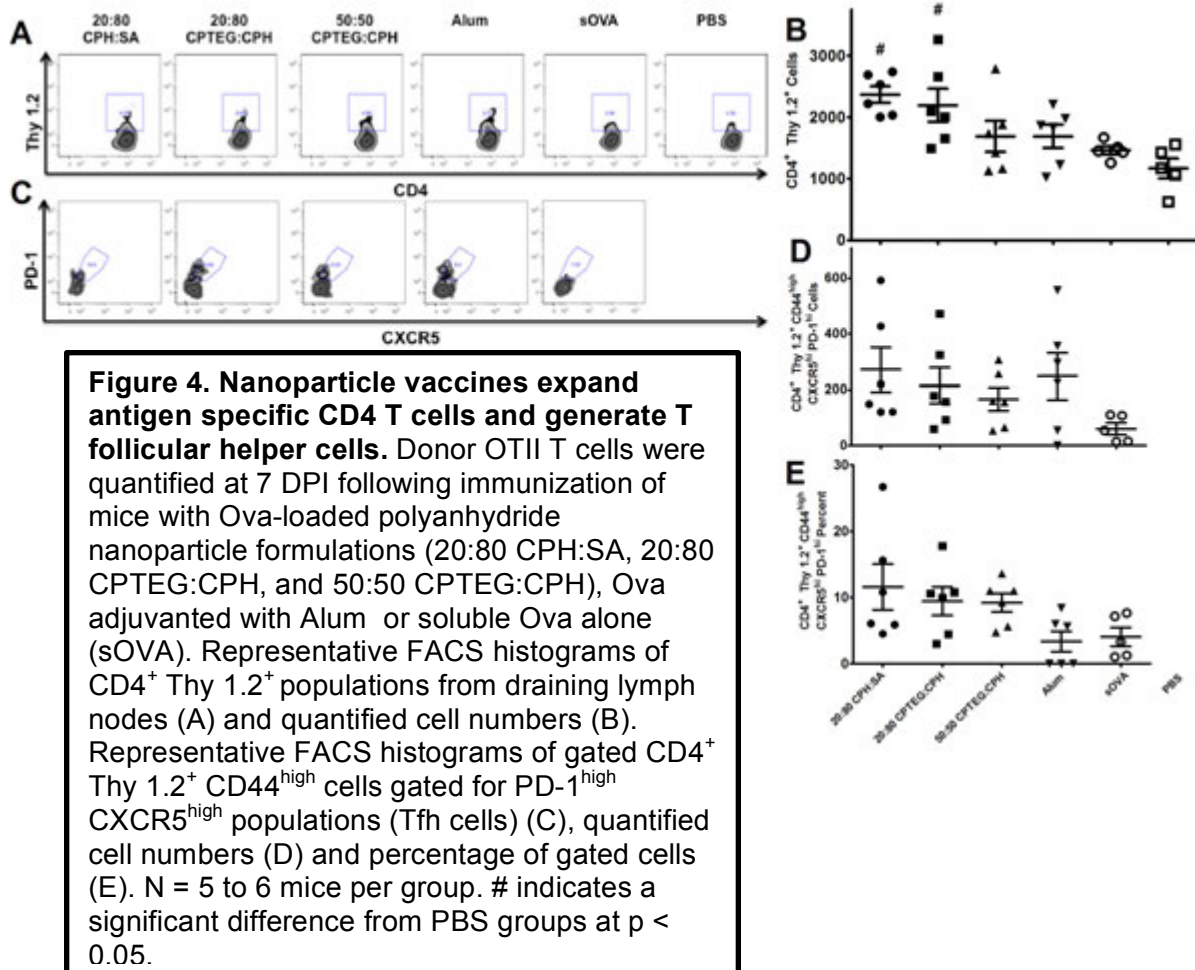 A
20:80 CPH:SA
20:80 CPTEG:CPH
50:50 CPTEG:CPH
Alum
sOVA
PBS
Thy 1.2
CD4
C
PD-1
CXCR5
B
CD4⁺ Thy 1.2⁺ Cells
3000
2000
1000
0
#
#
D
CD4⁺ Thy 1.2⁺ CD44ʰⁱᵍʰ
CXCR5ʰⁱ PD-1ʰⁱ Cells
600
400
200
0
E
CD4⁺ Thy 1.2⁺ CD44ʰⁱᵍʰ
CXCR5ʰⁱ PD-1ʰⁱ Percent
30
20
10
0
20:80 CPH:SA
20:80 CPTEG:CPH
50:50 CPTEG:CPH
Alum
sOVA
PBS
Figure 4. Nanoparticle vaccines expand
antigen specific CD4 T cells and generate T
follicular helper cells. Donor OTII T cells were
quantified at 7 DPI following immunization of
mice with Ova-loaded polyanhydride
nanoparticle formulations (20:80 CPH:SA, 20:80
CPTEG:CPH, and 50:50 CPTEG:CPH), Ova
adjuvanted with Alum or soluble Ova alone
(sOVA). Representative FACS histograms of
CD4⁺ Thy 1.2⁺ populations from draining lymph
nodes (A) and quantified cell numbers (B).
Representative FACS histograms of gated CD4⁺
Thy 1.2⁺ CD44ʰⁱᵍʰ cells gated for PD-1ʰⁱᵍʰ
CXCR5ʰⁱᵍʰ populations (Tfh cells) (C), quantified
cell numbers (D) and percentage of gated cells
(E). N = 5 to 6 mice per group. # indicates a
significant difference from PBS groups at p <
0.05.